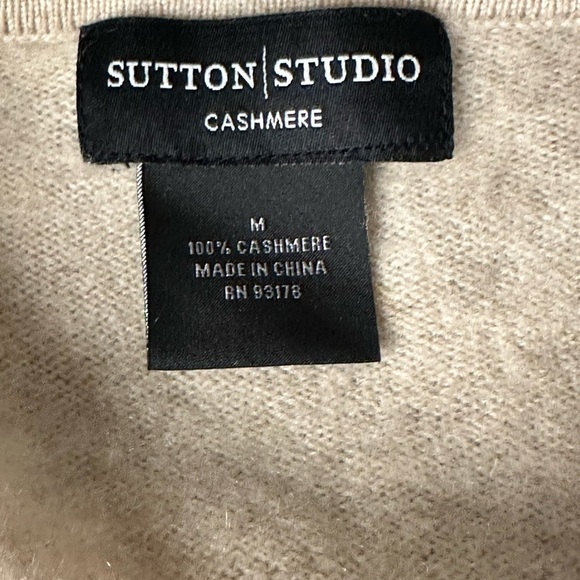 SUTTON|STUDIO
CASHMERE
M
100% CASHMERE
MADE IN CHINA
RN 93178